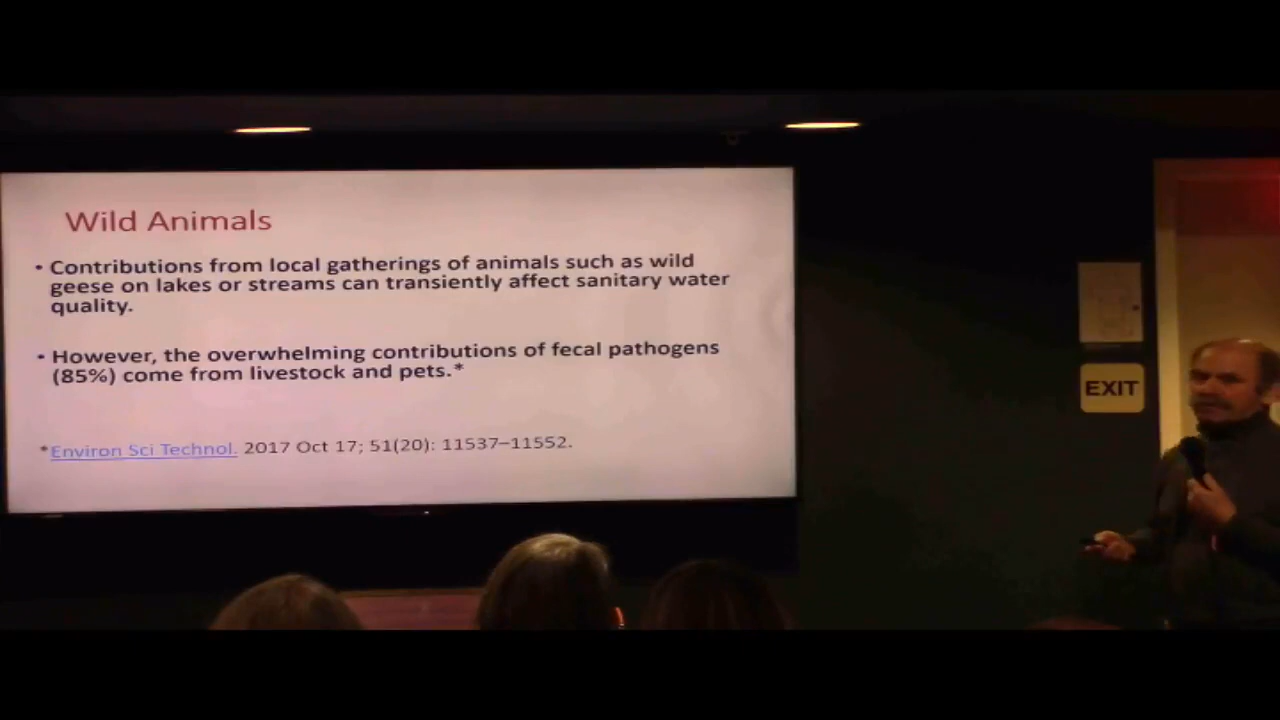 Wild Animals
• Contributions from local gatherings of animals such as wild
geese on lakes or streams can transiently affect sanitary water
quality.
• However, the overwhelming contributions of fecal pathogens
(85%) come from livestock and pets.*
*Environ Sci Technol. 2017 Oct 17; 51(20): 11537–11552.
EXIT